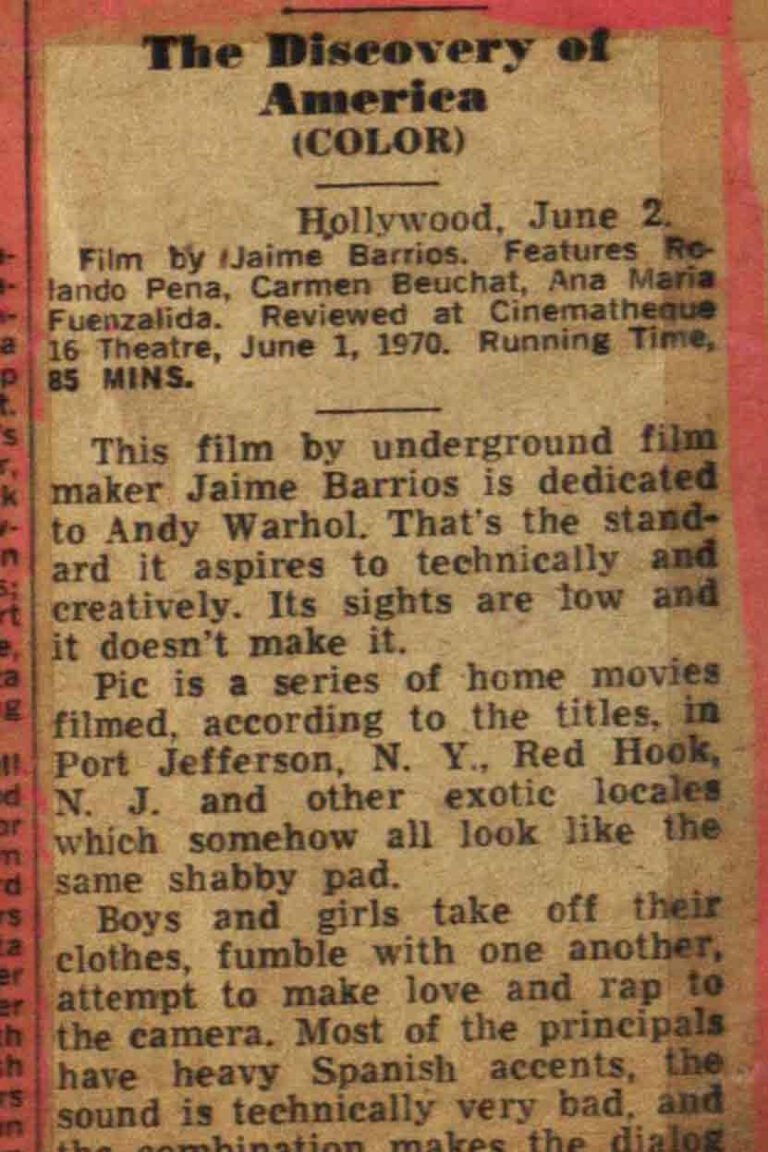 The Discovery of
America
(COLOR)
Hollywood, June 2.
Film by Jaime Barrios. Features Ro-
lando Pena, Carmen Beuchat, Ana Maria
Fuenzalida. Reviewed at Cinematheque
16 Theatre, June 1, 1970. Running Time,
85 MINS.
This film by underground film
maker Jaime Barrios is dedicated
to Andy Warhol. That's the stand-
ard it aspires to technically and
creatively. Its sights are low and
it doesn't make it.
Pic is a series of home movies
filmed, according to the titles, in
Port Jefferson, N. Y., Red Hook,
N. J. and other exotic locales
which somehow all look like the
same shabby pad.
Boys and girls take off their
clothes, fumble with one another,
attempt to make love and rap to
the camera. Most of the principals
have heavy Spanish accents, the
sound is technically very bad, and
the combination makes the dialog